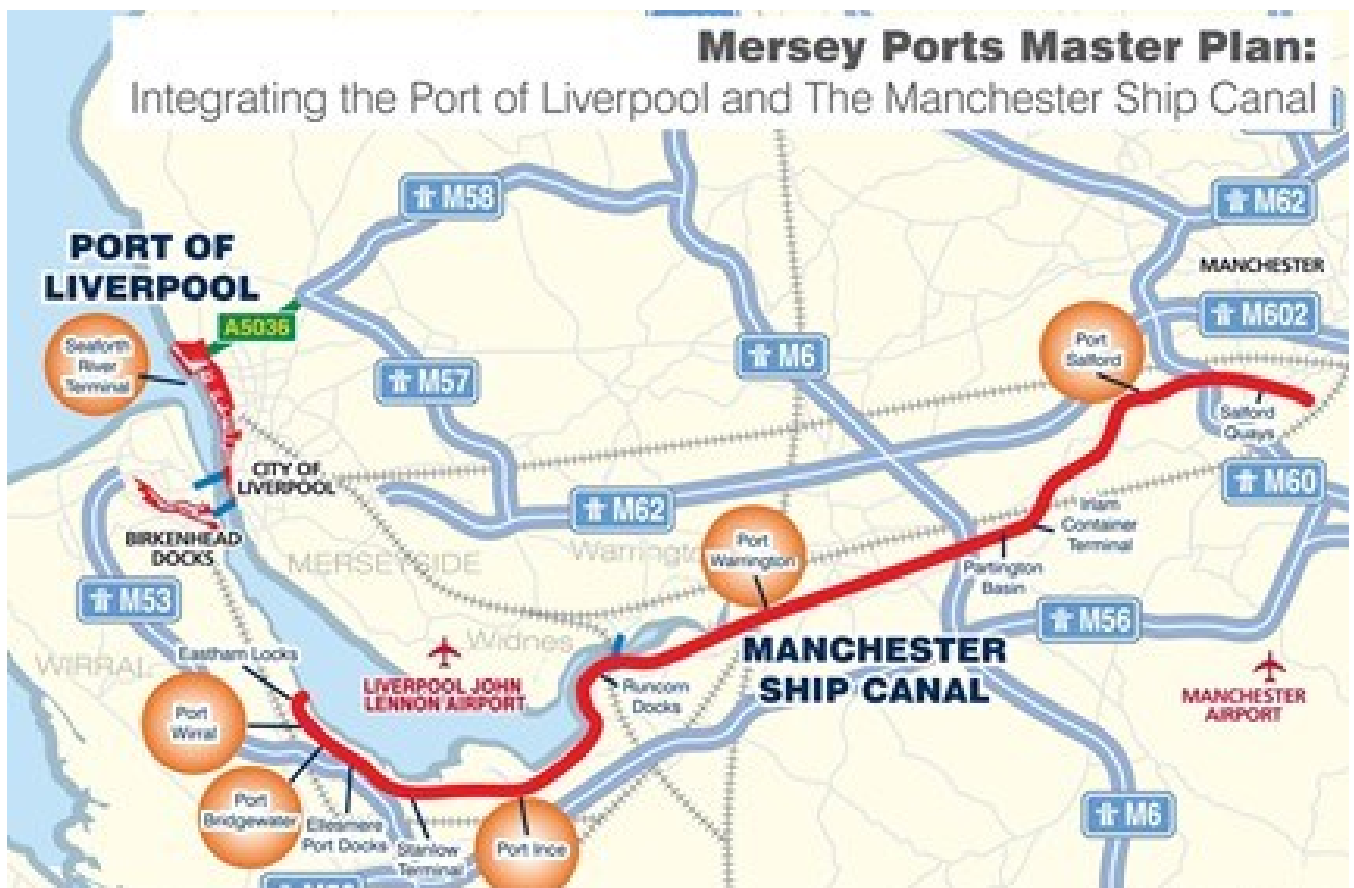 Mersey Ports Master Plan:
Integrating the Port of Liverpool and The Manchester Ship Canal
M58
M62
PORT OF
LIVERPOOL
MANCHESTER
A5036
M602
Seaforth
River
Terminal
M57
M6
Port
Salford
Salford
Quays
CITY OF
LIVERPOOL
M62
M60
Irlam
Container
Terminal
BIRKENHEAD
DOCKS
MERSEYSIDE
Warrington
Port
Warrington
Partington
Basin
M53
M56
Eastham Locks
Widnes
WIRRAL
MANCHESTER
SHIP CANAL
LIVERPOOL JOHN
LENNON AIRPORT
Runcorn
Docks
MANCHESTER
AIRPORT
Port
Wirral
Port
Bridgewater
Ellesmere
Port Docks
Stanlow
Terminal
Port Ince
M6